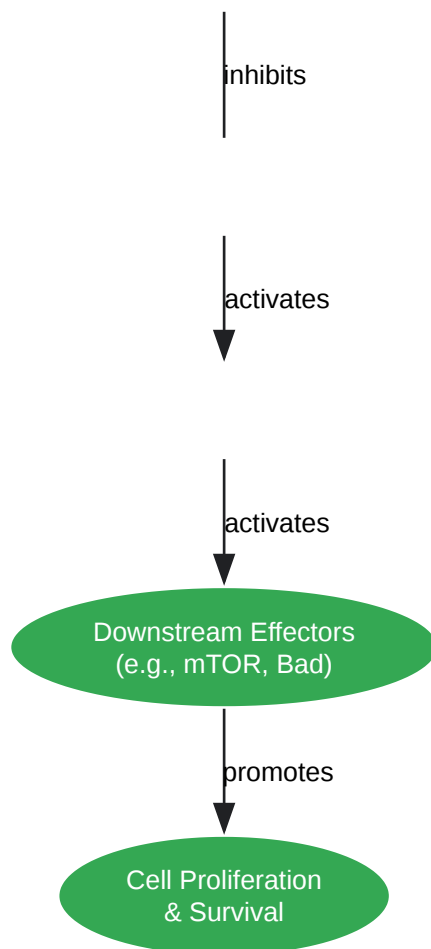 inhibits
activates
activates
Downstream Effectors
(e.g., mTOR, Bad)
promotes
Cell Proliferation
& Survival